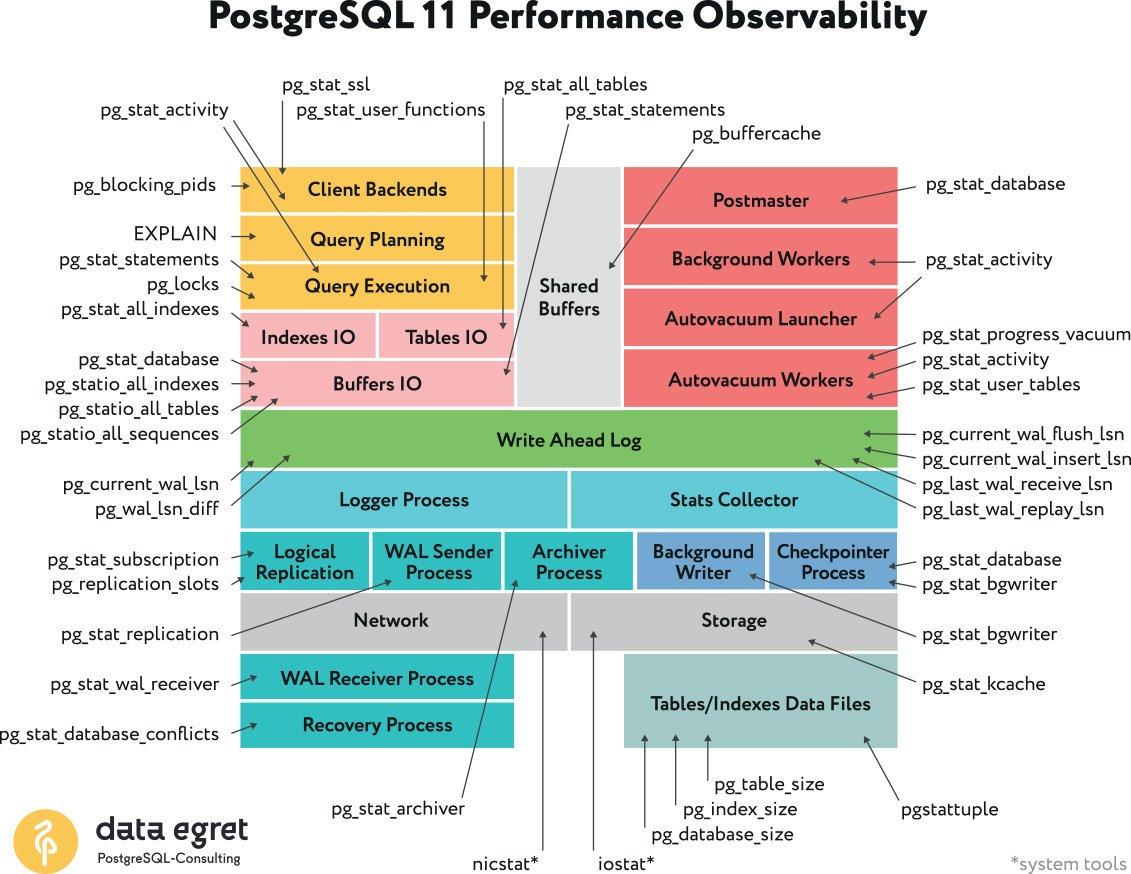 PostgreSQL 11 Performance Observability
pg_stat_ssl
pg_stat_all_tables
pg_stat_activity
pg_stat_user_functions
pg_stat_statements
pg_buffercache
pg_blocking_pids
Client Backends
EXPLAIN
Query Planning
pg_stat_statements
pg_locks
Query Execution
pg_stat_all_indexes
Indexes IO
Tables IO
pg_stat_database
pg_statio_all_indexes
pg_statio_all_tables
pg_statio_all_sequences
Buffers IO
Shared
Buffers
Postmaster
pg_stat_database
Background Workers
pg_stat_activity
Autovacuum Launcher
Autovacuum Workers
pg_stat_progress_vacuum
pg_stat_activity
pg_stat_user_tables
Write Ahead Log
pg_current_wal_flush_lsn
pg_current_wal_insert_lsn
pg_last_wal_receive_lsn
pg_last_wal_replay_lsn
pg_current_wal_lsn
pg_wal_lsn_diff
Logger Process
Stats Collector
pg_stat_subscription
pg_replication_slots
Logical
Replication
WAL Sender
Process
Archiver
Process
Background
Writer
Checkpointer
Process
pg_stat_database
pg_stat_bgwriter
pg_stat_replication
Network
Storage
pg_stat_bgwriter
pg_stat_wal_receiver
WAL Receiver Process
pg_stat_kcache
pg_stat_database_conflicts
Recovery Process
Tables/Indexes Data Files
pg_stat_archiver
pg_table_size
pg_index_size
pg_database_size
pgstattuple
data egret
PostgreSQL-Consulting
nicstat*
iostat*
*system tools